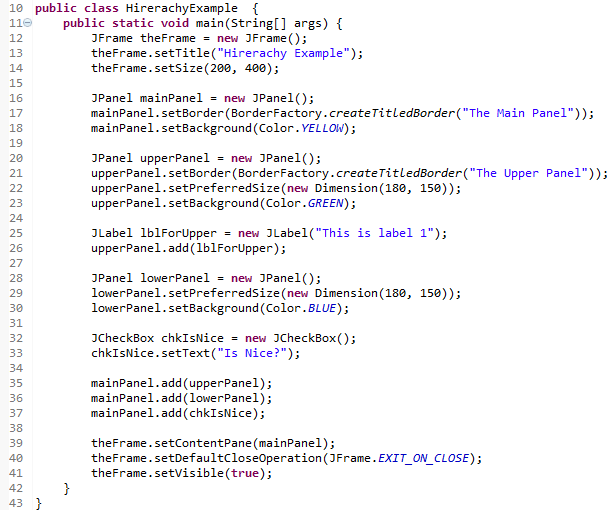 10 public class HirerachyExample  {
11     public static void main(String[] args) {
12         JFrame theFrame = new JFrame();
13         theFrame.setTitle("Hirerachy Example");
14         theFrame.setSize(200, 400);
15
16         JPanel mainPanel = new JPanel();
17         mainPanel.setBorder(BorderFactory.createTitledBorder("The Main Panel"));
18         mainPanel.setBackground(Color.YELLOW);
19
20         JPanel upperPanel = new JPanel();
21         upperPanel.setBorder(BorderFactory.createTitledBorder("The Upper Panel"));
22         upperPanel.setPreferredSize(new Dimension(180, 150));
23         upperPanel.setBackground(Color.GREEN);
24
25         JLabel lblForUpper = new JLabel("This is label 1");
26         upperPanel.add(lblForUpper);
27
28         JPanel lowerPanel = new JPanel();
29         lowerPanel.setPreferredSize(new Dimension(180, 150));
30         lowerPanel.setBackground(Color.BLUE);
31
32         JCheckBox chkIsNice = new JCheckBox();
33         chkIsNice.setText("Is Nice?");
34
35         mainPanel.add(upperPanel);
36         mainPanel.add(lowerPanel);
37         mainPanel.add(chkIsNice);
38
39         theFrame.setContentPane(mainPanel);
40         theFrame.setDefaultCloseOperation(JFrame.EXIT_ON_CLOSE);
41         theFrame.setVisible(true);
42     }
43 }